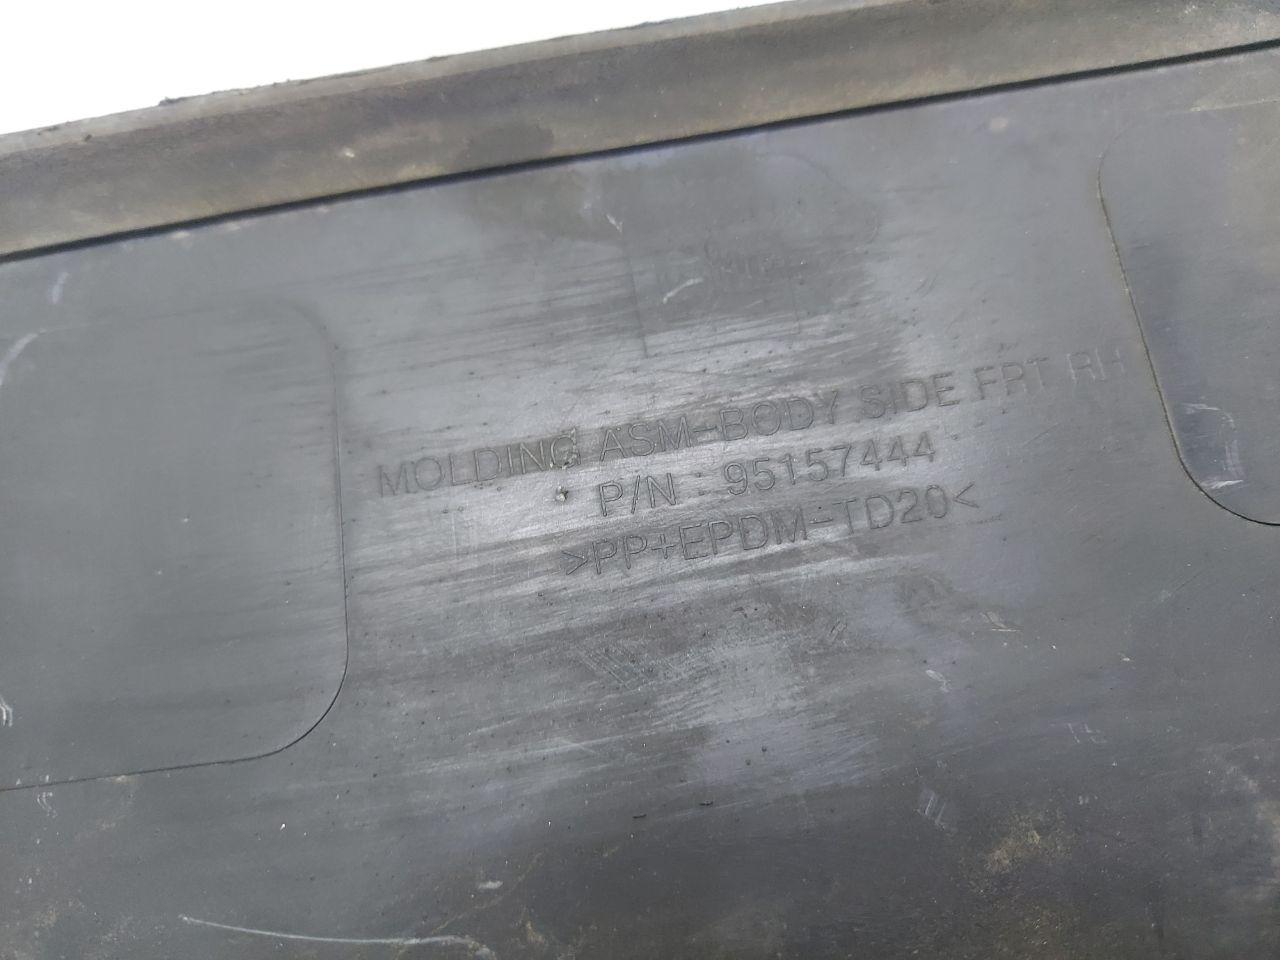 MOLDING ASM-BODY SIDE FRT RH
P/N : 95157444
>PP+EPDM-TD20<